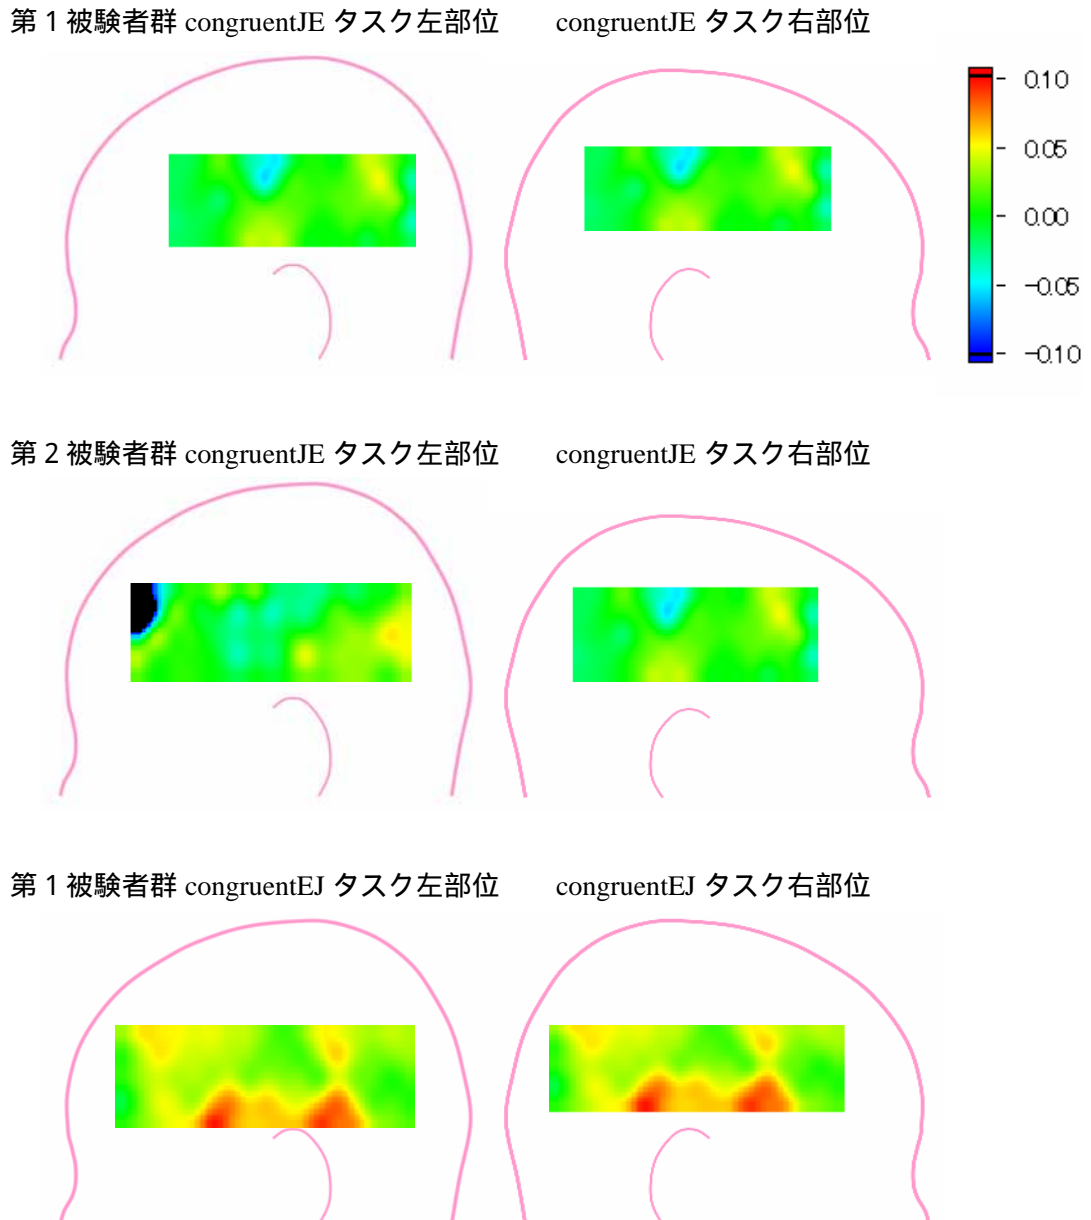 第 1 被験者群 congruentJE タスク左部位 congruentJE タスク右部位
0.10
0.05
0.00
-0.05
-0.10
第 2 被験者群 congruentJE タスク左部位 congruentJE タスク右部位
第 1 被験者群 congruentEJ タスク左部位 congruentEJ タスク右部位